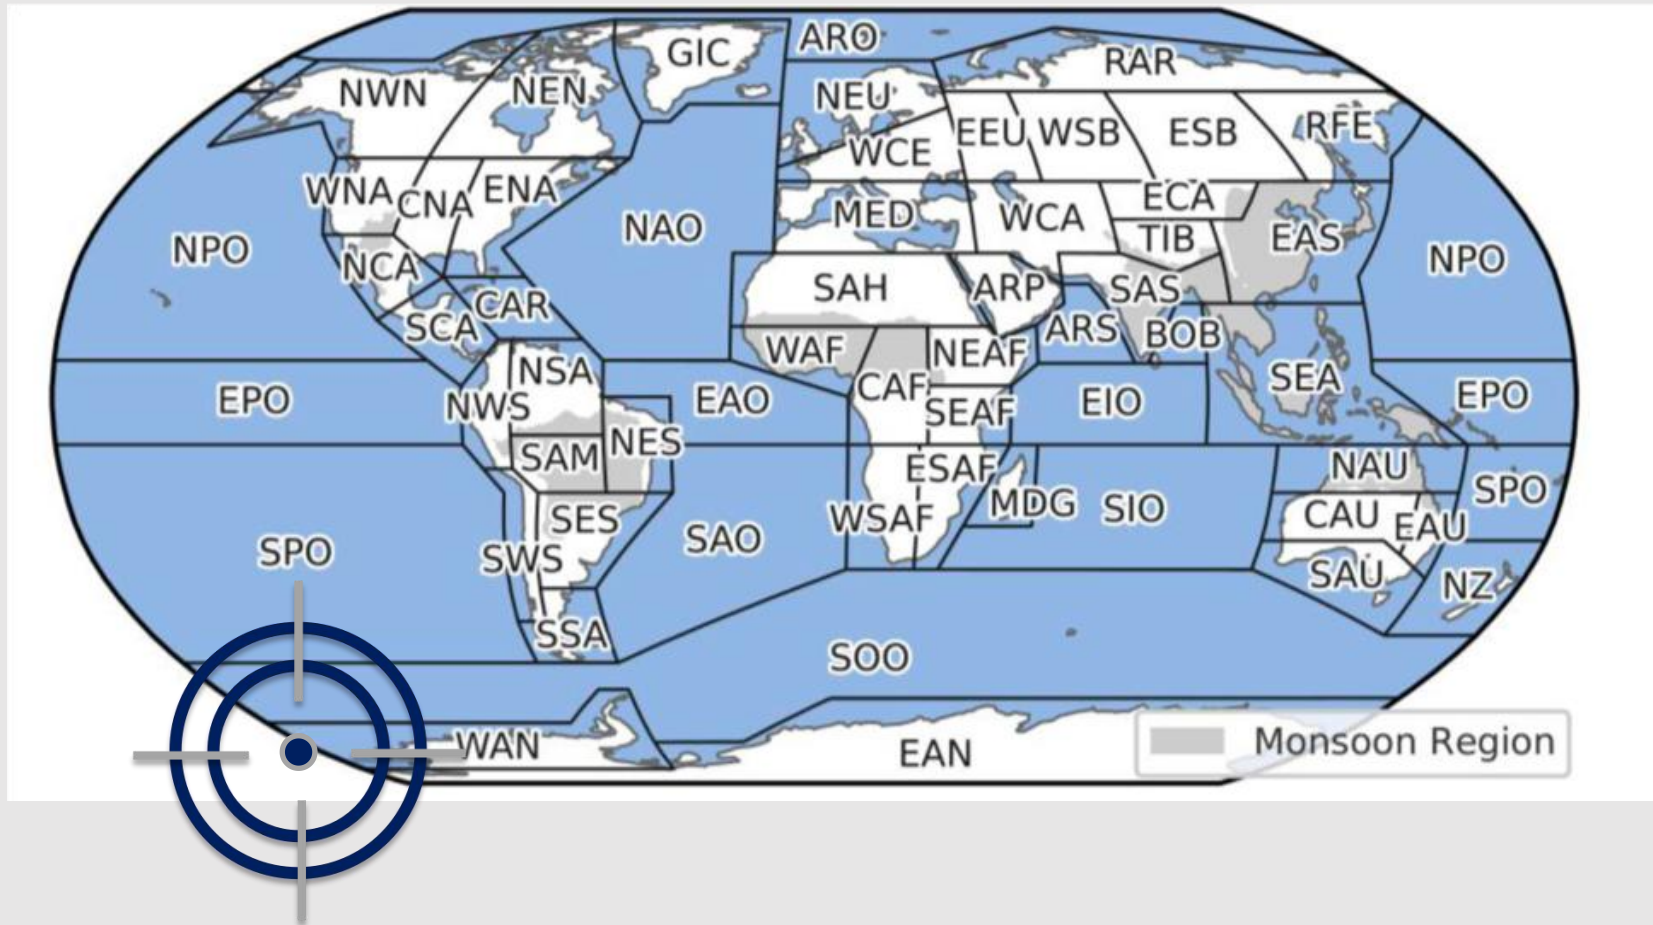 ARO
GIC
RAR
NWN
NEN
NEU
EEU
WSB
ESB
RFE
WCE
WNA
CNA
ENA
MED
WCA
ECA
TIB
EAS
NAO
NPO
NPO
NCA
SAH
ARP
SAS
CAR
SCA
ARS
BOB
WAF
NEAF
NSA
CAF
SEA
EPO
NWS
EAO
SEAF
EIO
EPO
NES
SAM
ESAF
NAU
SPO
MDG
SIO
SES
WSAF
CAU
EAU
SAO
SPO
SWS
SAU
NZ
SSA
SOO
WAN
EAN
Monsoon Region